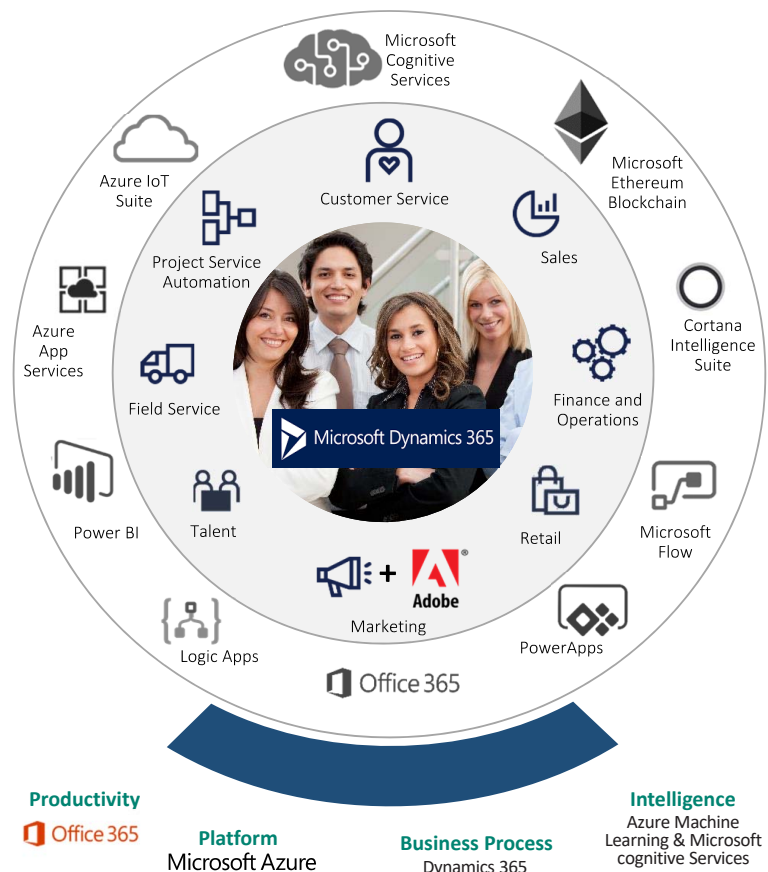 Microsoft
Cognitive
Services
Microsoft
Ethereum
Blockchain
Azure IoT
Suite
Customer Service
Sales
Project Service
Automation
Cortana
Intelligence
Suite
Azure
App
Services
Field Service
Finance and
Operations
Microsoft Dynamics 365
Power BI
Talent
Retail
Microsoft
Flow
+
Adobe
®
Marketing
Logic Apps
PowerApps
Office 365
Productivity
Office 365
Platform
Microsoft Azure
Business Process
Dynamics 365
Intelligence
Azure Machine
Learning & Microsoft
cognitive Services